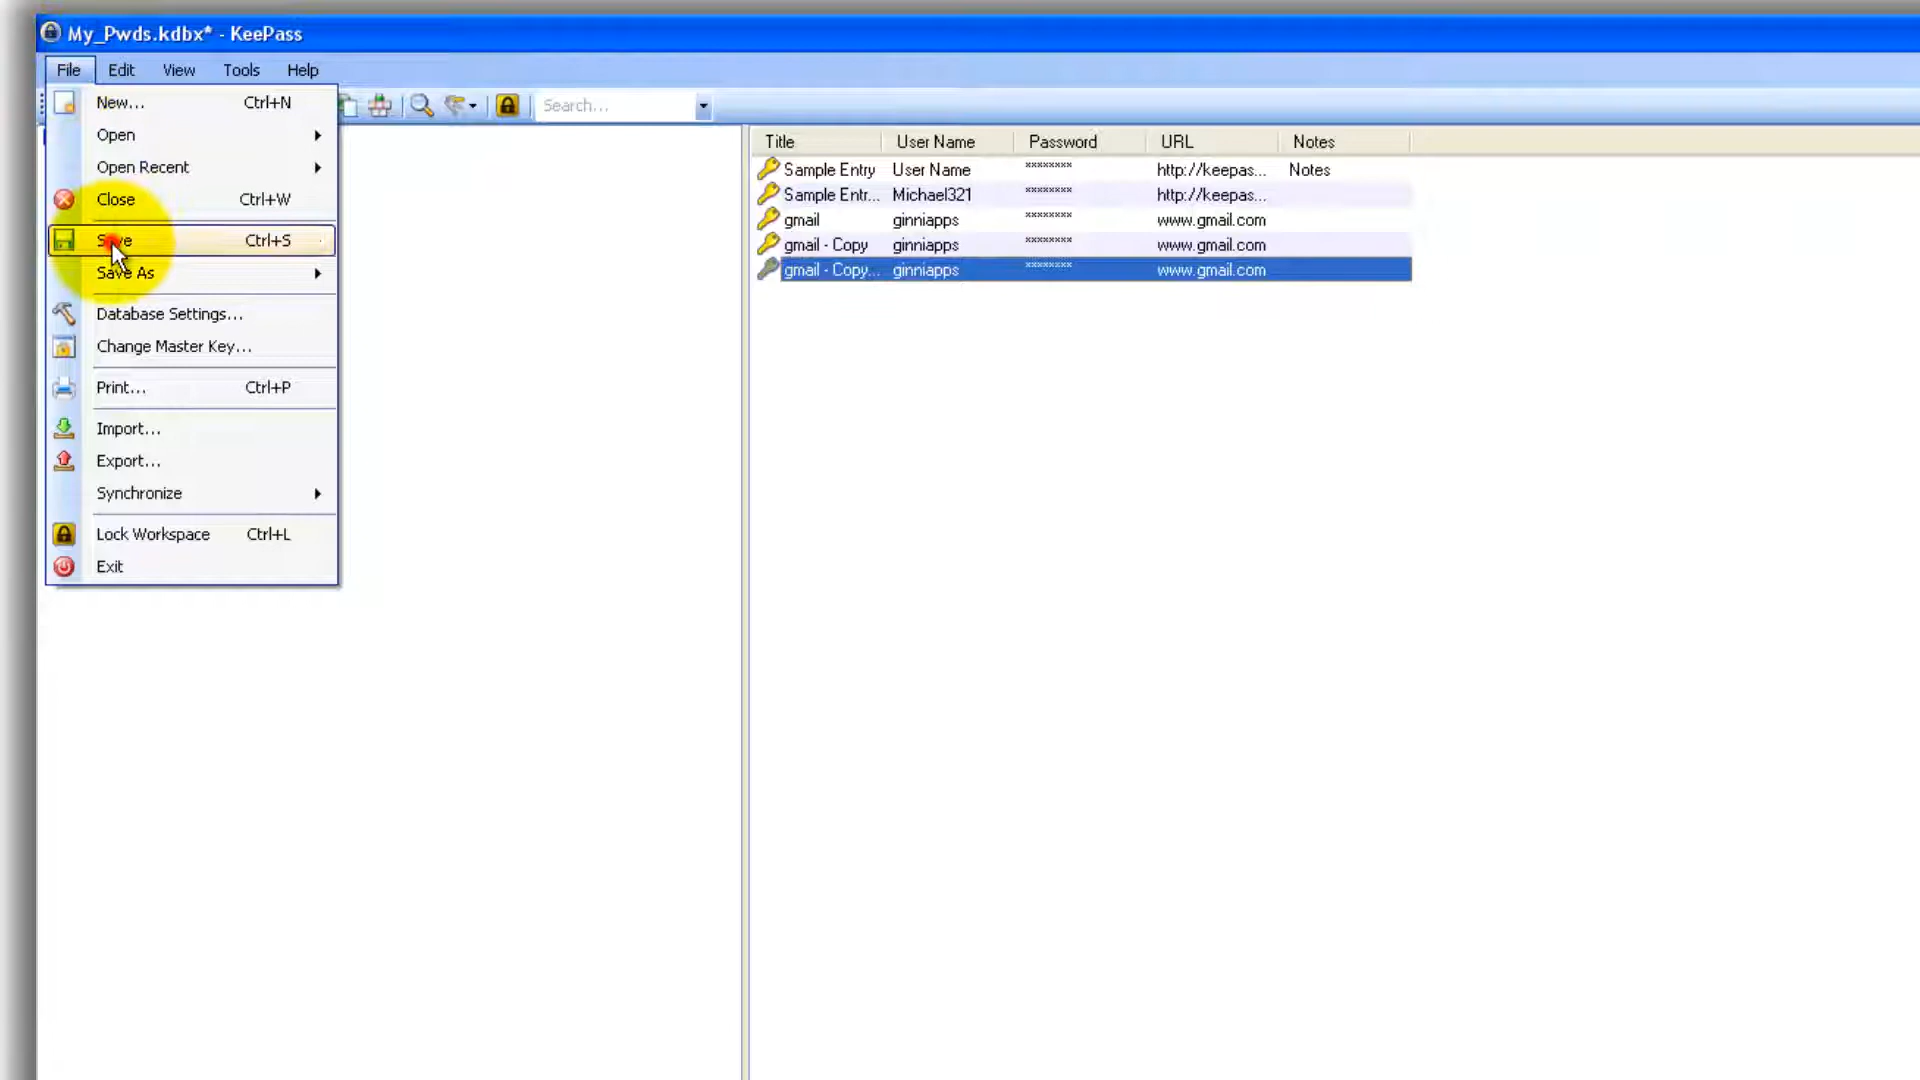 My_Pwds.kdbx* - KeePass
File Edit View Tools Help
New... Ctrl+N
Search...
Open
Open Recent
Close Ctrl+W
Save Ctrl+S
Save As
Database Settings...
Change Master Key...
Print... Ctrl+P
Import...
Export...
Synchronize
Lock Workspace Ctrl+L
Exit
Title User Name Password URL Notes
Sample Entry User Name ******** http://keepas... Notes
Sample Entr... Michael321 ******** http://keepas...
gmail ginniapps ******** www.gmail.com
gmail - Copy ginniapps ******** www.gmail.com
gmail - Copy... ginniapps ******** www.gmail.com